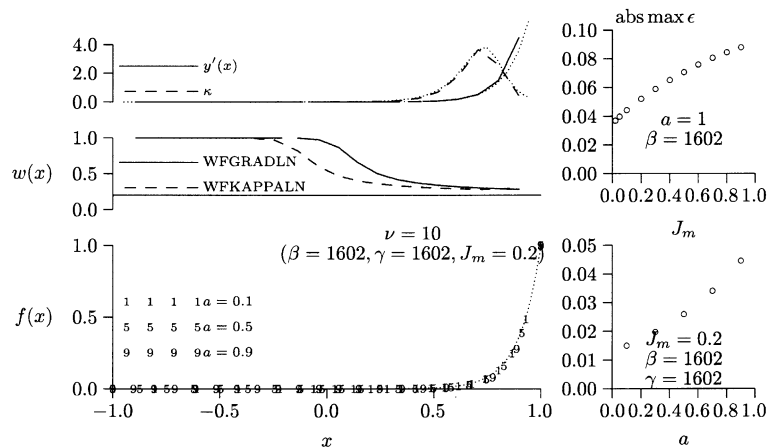 4.0
2.0
0.0
y′(x)
κ
1.0
0.5
0.0
w(x)
WFGRADLN
WFKAPPALN
ν = 10
(β = 1602, γ = 1602, J_m = 0.2)
1.0
0.5
0.0
f(x)
1 1 1 1 a = 0.1
5 5 5 5 a = 0.5
9 9 9 9 a = 0.9
−1.0 −0.5 0.0 0.5 1.0
x
abs max ϵ
0.10
0.08
0.06
0.04
0.02
0.00
a = 1
β = 1602
0.0 0.2 0.4 0.6 0.8 1.0
J_m
0.05
0.04
0.03
0.02
0.01
0.00
J_m = 0.2
β = 1602
γ = 1602
0.0 0.2 0.4 0.6 0.8 1.0
a